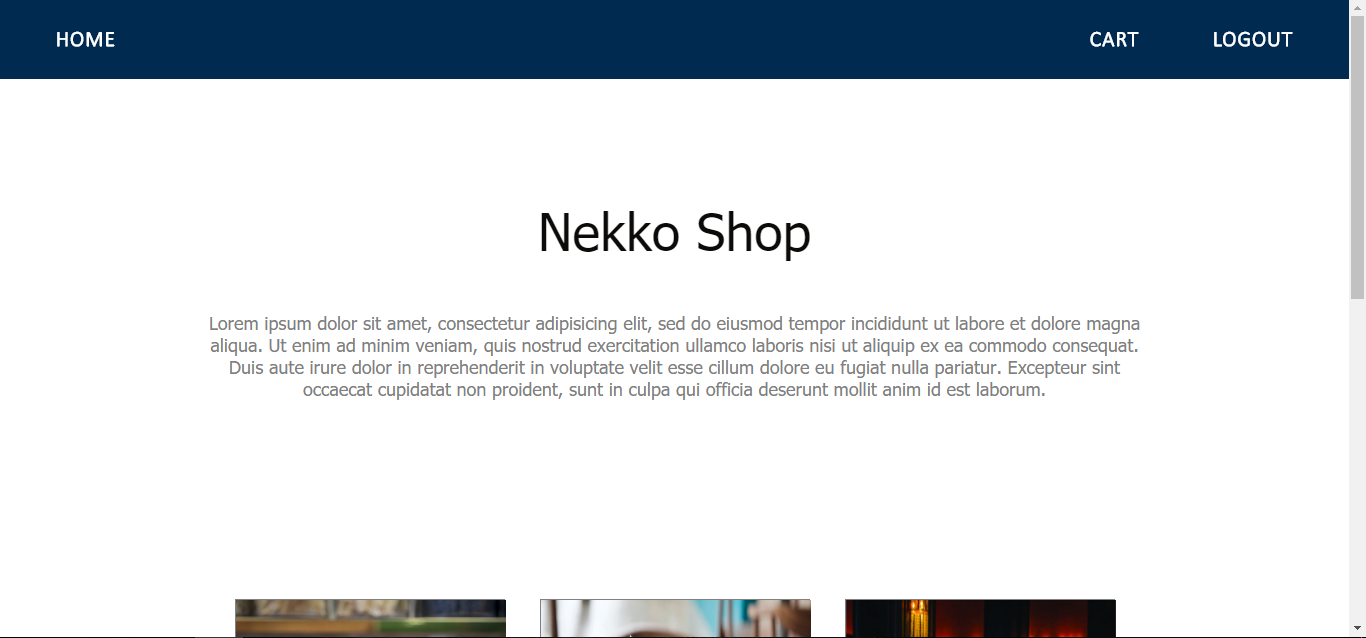 HOME
CART
LOGOUT
Nekko Shop
Lorem ipsum dolor sit amet, consectetur adipisicing elit, sed do eiusmod tempor incididunt ut labore et dolore magna
aliqua. Ut enim ad minim veniam, quis nostrud exercitation ullamco laboris nisi ut aliquip ex ea commodo consequat.
Duis aute irure dolor in reprehenderit in voluptate velit esse cillum dolore eu fugiat nulla pariatur. Excepteur sint
occaecat cupidatat non proident, sunt in culpa qui officia deserunt mollit anim id est laborum.